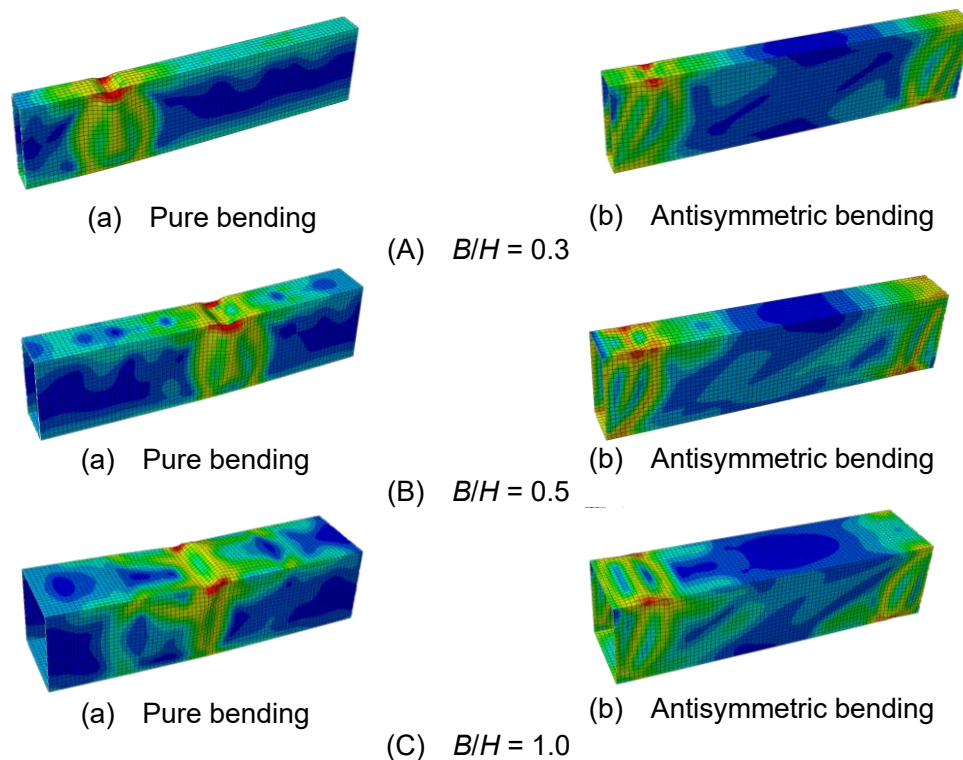 (a) Pure bending
(b) Antisymmetric bending
(A) B/H = 0.3
(a) Pure bending
(b) Antisymmetric bending
(B) B/H = 0.5
(a) Pure bending
(b) Antisymmetric bending
(C) B/H = 1.0